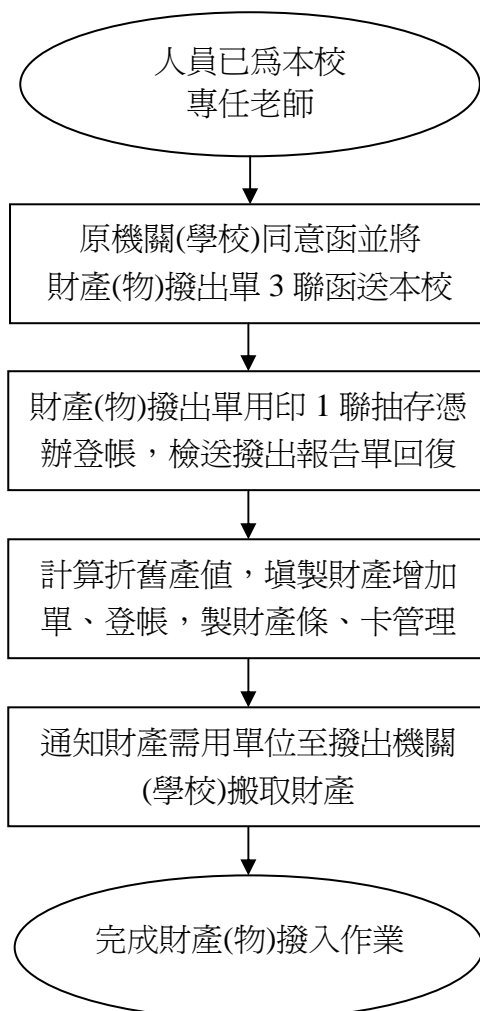 人員已為本校
專任老師
原機關(學校)同意函並將
財產(物)撥出單 3 聯函送本校
財產(物)撥出單用印 1 聯抽存憑
辦登帳，檢送撥出報告單回復
計算折舊產值，填製財產增加
單、登帳，製財產條、卡管理
通知財產需用單位至撥出機關
(學校)搬取財產
完成財產(物)撥入作業